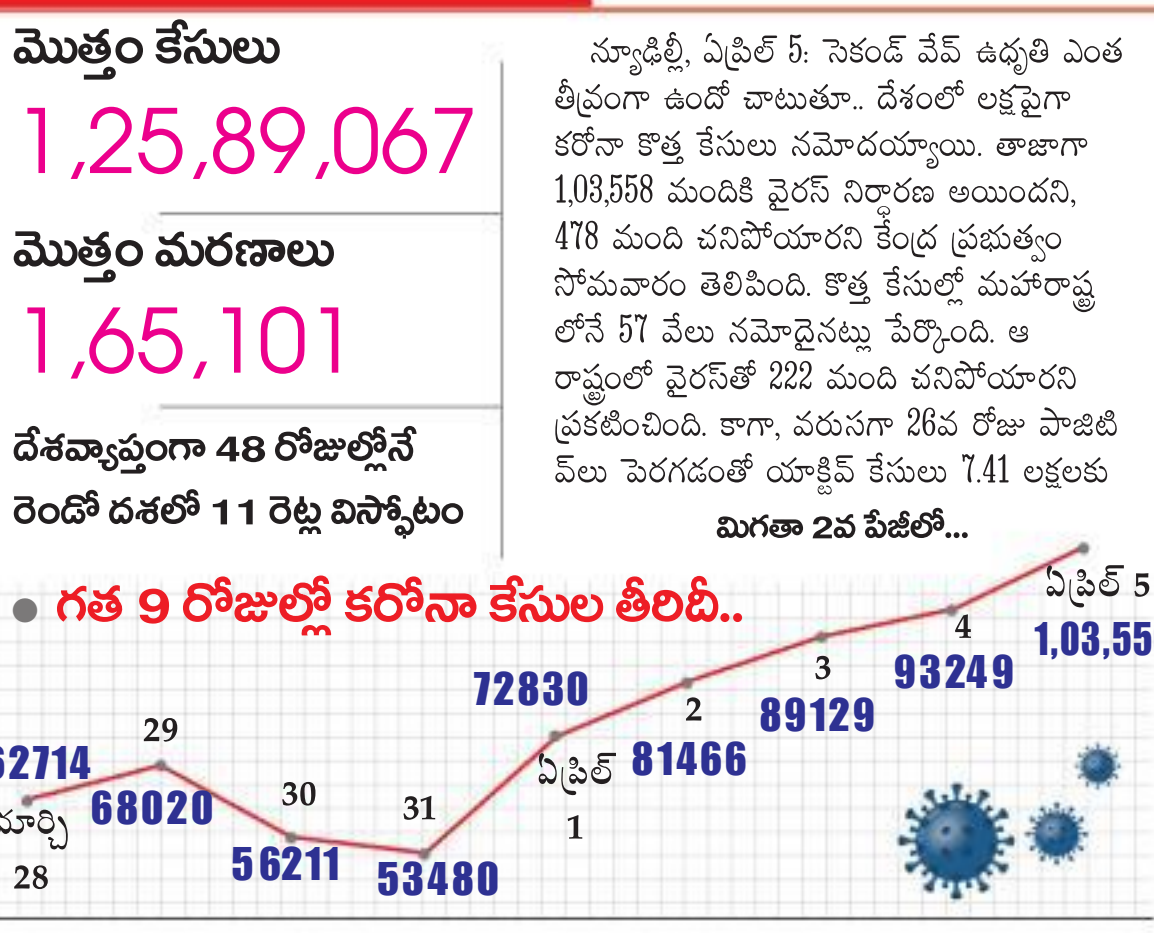 మొత్తం కేసులు
1,25,89,067
మొత్తం మరణాలు
1,65,101
దేశవ్యాప్తంగా 48 రోజుల్లోనే
రెండో దశలో 11 రెట్ల విస్ఫోటం
న్యూఢిల్లీ, ఏప్రిల్ 5: సెకండ్ వేవ్ ఉధృతి ఎంత
తీవ్రంగా ఉందో చాటుతూ.. దేశంలో లక్షపైగా
కరోనా కొత్త కేసులు నమోదయ్యాయి. తాజాగా
1,03,558 మందికి వైరస్ నిర్ధారణ అయిందని,
478 మంది చనిపోయారని కేంద్ర ప్రభుత్వం
సోమవారం తెలిపింది. కొత్త కేసుల్లో మహారాష్ట్ర
లోనే 57 వేలు నమోదైనట్లు పేర్కొంది. ఆ
రాష్ట్రంలో వైరస్‌తో 222 మంది చనిపోయారని
ప్రకటించింది. కాగా, వరుసగా 26వ రోజు పాజిటి
వ్‌లు పెరగడంతో యాక్టివ్ కేసులు 7.41 లక్షలకు
మిగతా 2వ పేజీలో...
గత 9 రోజుల్లో కరోనా కేసుల తీరిదీ..
62714
మార్చి
28
29
68020
30
56211
31
53480
72830
ఏప్రిల్
1
2
81466
3
89129
4
93249
ఏప్రిల్ 5
1,03,55